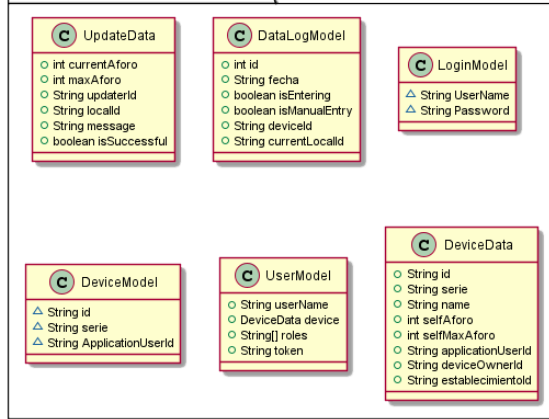 C UpdateData
int currentAforo
int maxAforo
String updaterId
String localId
String message
boolean isSuccessful
C DataLogModel
int id
String fecha
boolean isEntering
boolean isManualEntry
String deviceId
String currentLocalId
C LoginModel
String UserName
String Password
C DeviceModel
String id
String serie
String ApplicationUserId
C UserModel
String userName
DeviceData device
String[] roles
String token
C DeviceData
String id
String serie
String name
int selfAforo
int selfMaxAforo
String applicationUserId
String deviceOwnerId
String establecimientoId